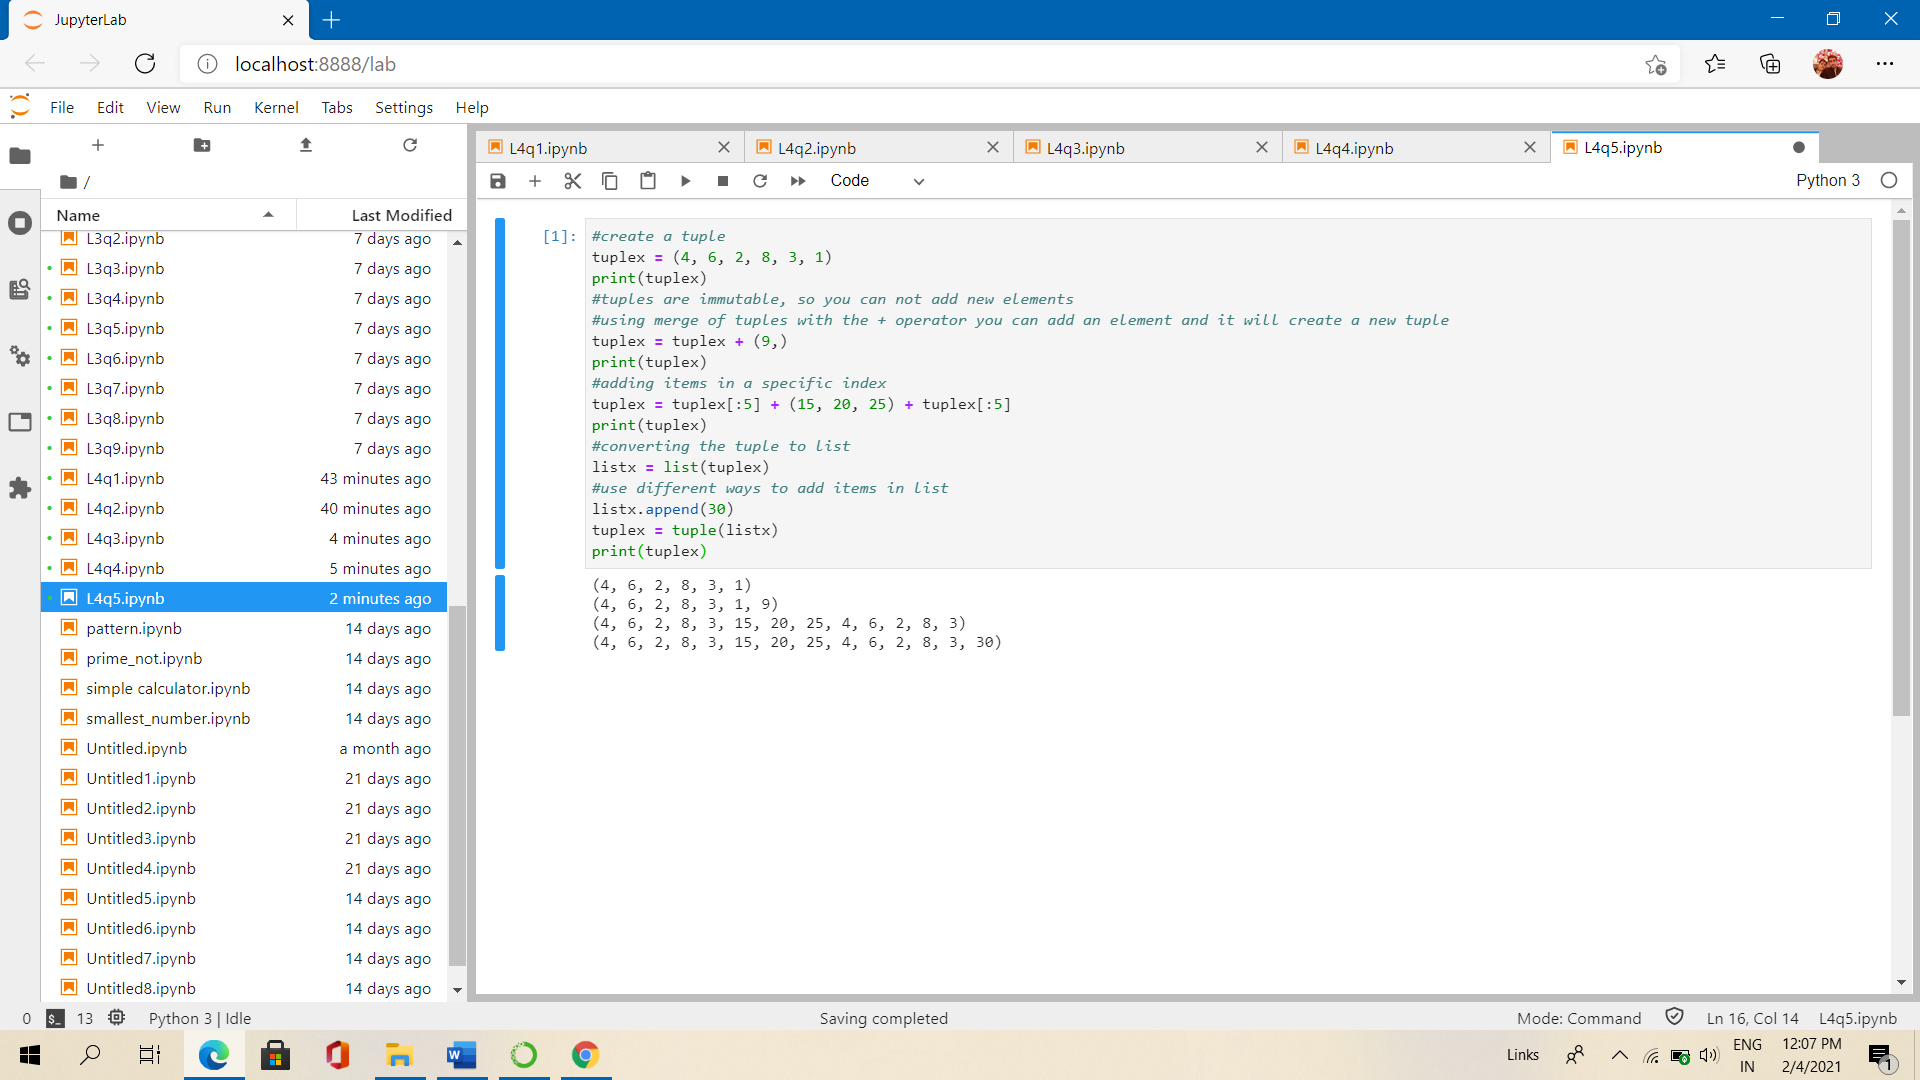 JupyterLab
localhost:8888/lab
File Edit View Run Kernel Tabs Settings Help
L4q1.ipynb L4q2.ipynb L4q3.ipynb L4q4.ipynb L4q5.ipynb
/
Code
Python 3
Name Last Modified
L3q2.ipynb 7 days ago
L3q3.ipynb 7 days ago
L3q4.ipynb 7 days ago
L3q5.ipynb 7 days ago
L3q6.ipynb 7 days ago
L3q7.ipynb 7 days ago
L3q8.ipynb 7 days ago
L3q9.ipynb 7 days ago
L4q1.ipynb 43 minutes ago
L4q2.ipynb 40 minutes ago
L4q3.ipynb 4 minutes ago
L4q4.ipynb 5 minutes ago
L4q5.ipynb 2 minutes ago
pattern.ipynb 14 days ago
prime_not.ipynb 14 days ago
simple calculator.ipynb 14 days ago
smallest_number.ipynb 14 days ago
Untitled.ipynb a month ago
Untitled1.ipynb 21 days ago
Untitled2.ipynb 21 days ago
Untitled3.ipynb 21 days ago
Untitled4.ipynb 21 days ago
Untitled5.ipynb 14 days ago
Untitled6.ipynb 14 days ago
Untitled7.ipynb 14 days ago
Untitled8.ipynb 14 days ago
[1]: #create a tuple
tuplex = (4, 6, 2, 8, 3, 1)
print(tuplex)
#tuples are immutable, so you can not add new elements
#using merge of tuples with the + operator you can add an element and it will create a new tuple
tuplex = tuplex + (9,)
print(tuplex)
#adding items in a specific index
tuplex = tuplex[:5] + (15, 20, 25) + tuplex[:5]
print(tuplex)
#converting the tuple to list
listx = list(tuplex)
#use different ways to add items in list
listx.append(30)
tuplex = tuple(listx)
print(tuplex)
(4, 6, 2, 8, 3, 1)
(4, 6, 2, 8, 3, 1, 9)
(4, 6, 2, 8, 3, 15, 20, 25, 4, 6, 2, 8, 3)
(4, 6, 2, 8, 3, 15, 20, 25, 4, 6, 2, 8, 3, 30)
0 $_ 13 Python 3 | Idle Saving completed Mode: Command Ln 16, Col 14 L4q5.ipynb
W Links ENG 12:07 PM
IN 2/4/2021 1